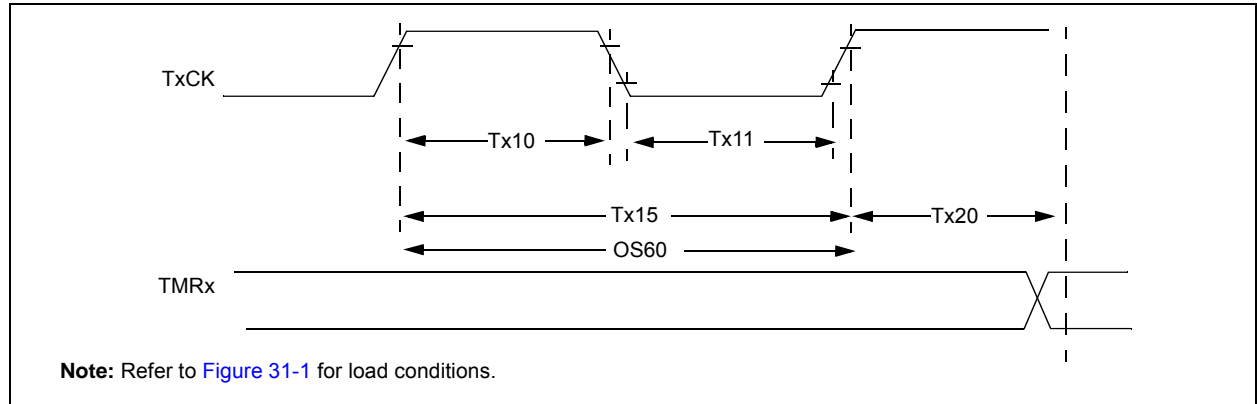 TxCK
Tx10
Tx11
Tx15
Tx20
OS60
TMRx
Note: Refer to Figure 31-1 for load conditions.